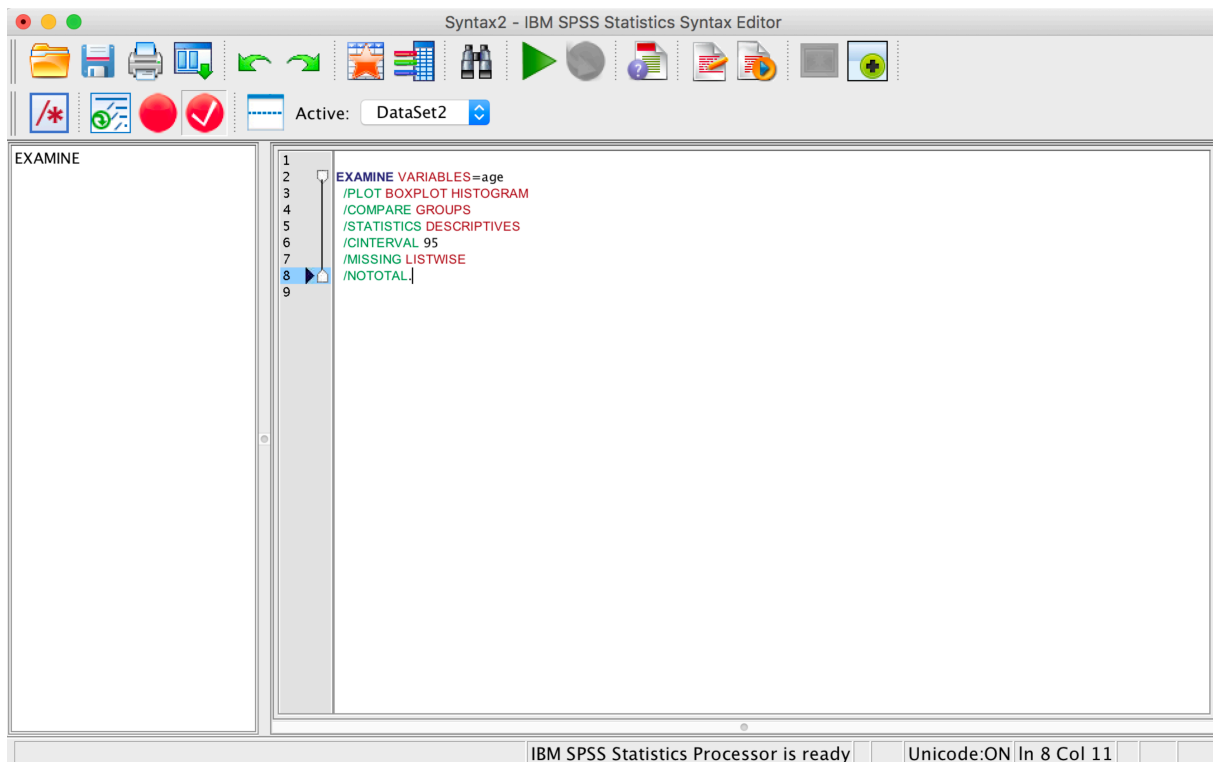 Syntax2 - IBM SPSS Statistics Syntax Editor
/*
Active: DataSet2
EXAMINE
1
2 EXAMINE VARIABLES=age
3 /PLOT BOXPLOT HISTOGRAM
4 /COMPARE GROUPS
5 /STATISTICS DESCRIPTIVES
6 /CINTERVAL 95
7 /MISSING LISTWISE
8 /NOTOTAL.
9
IBM SPSS Statistics Processor is ready Unicode:ON In 8 Col 11